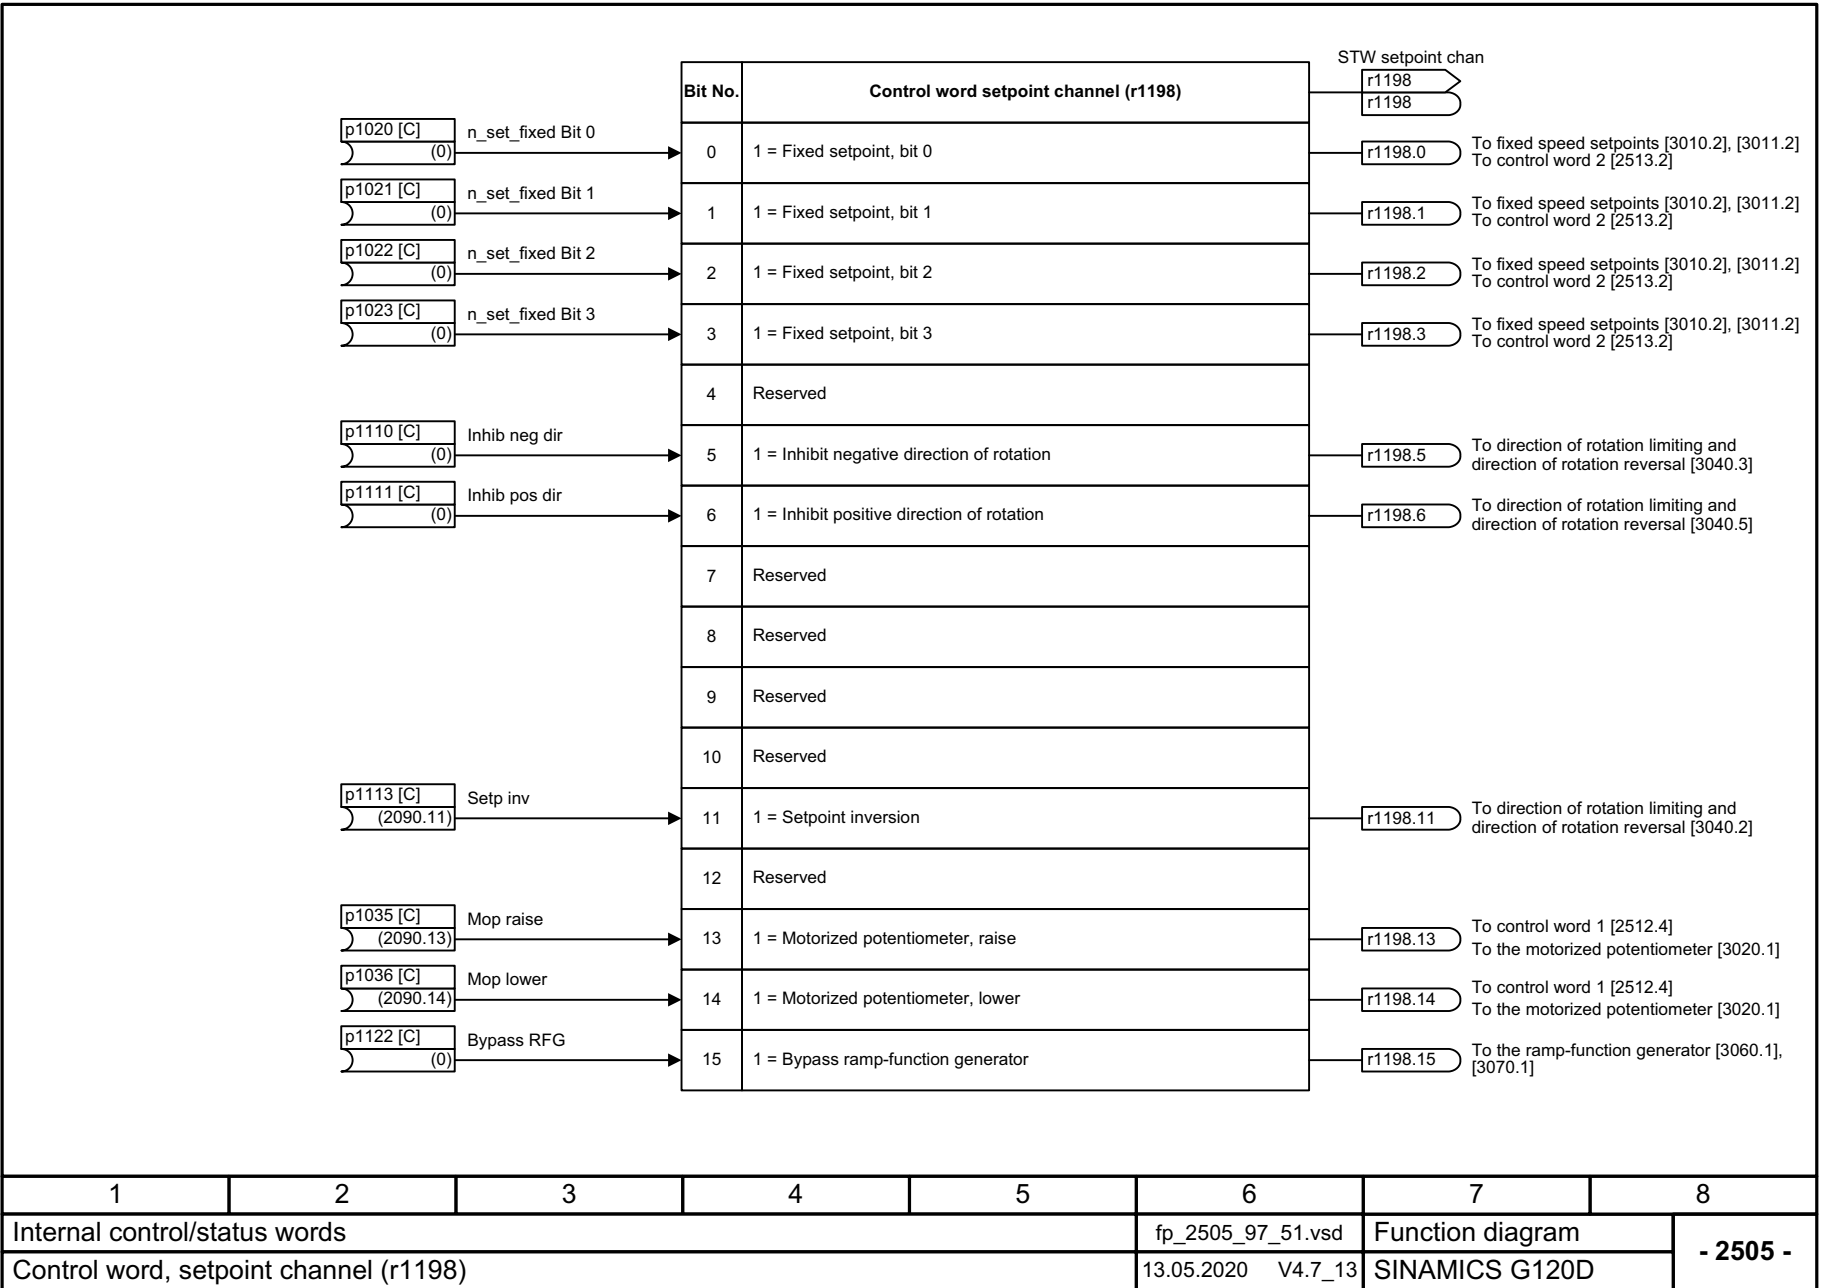 STW setpoint chan
r1198
r1198
Bit No. Control word setpoint channel (r1198)
p1020 [C] n_set_fixed Bit 0
(0) 0 1 = Fixed setpoint, bit 0 r1198.0 To fixed speed setpoints [3010.2], [3011.2]
To control word 2 [2513.2]
p1021 [C] n_set_fixed Bit 1
(0) 1 1 = Fixed setpoint, bit 1 r1198.1 To fixed speed setpoints [3010.2], [3011.2]
To control word 2 [2513.2]
p1022 [C] n_set_fixed Bit 2
(0) 2 1 = Fixed setpoint, bit 2 r1198.2 To fixed speed setpoints [3010.2], [3011.2]
To control word 2 [2513.2]
p1023 [C] n_set_fixed Bit 3
(0) 3 1 = Fixed setpoint, bit 3 r1198.3 To fixed speed setpoints [3010.2], [3011.2]
To control word 2 [2513.2]
4 Reserved
p1110 [C] Inhib neg dir
(0) 5 1 = Inhibit negative direction of rotation r1198.5 To direction of rotation limiting and
direction of rotation reversal [3040.3]
p1111 [C] Inhib pos dir
(0) 6 1 = Inhibit positive direction of rotation r1198.6 To direction of rotation limiting and
direction of rotation reversal [3040.5]
7 Reserved
8 Reserved
9 Reserved
10 Reserved
p1113 [C] Setp inv
(2090.11) 11 1 = Setpoint inversion r1198.11 To direction of rotation limiting and
direction of rotation reversal [3040.2]
12 Reserved
p1035 [C] Mop raise
(2090.13) 13 1 = Motorized potentiometer, raise r1198.13 To control word 1 [2512.4]
To the motorized potentiometer [3020.1]
p1036 [C] Mop lower
(2090.14) 14 1 = Motorized potentiometer, lower r1198.14 To control word 1 [2512.4]
To the motorized potentiometer [3020.1]
p1122 [C] Bypass RFG
(0) 15 1 = Bypass ramp-function generator r1198.15 To the ramp-function generator [3060.1],
[3070.1]
1 2 3 4 5 6 7 8
Internal control/status words fp_2505_97_51.vsd Function diagram
- 2505 -
Control word, setpoint channel (r1198) 13.05.2020 V4.7_13 SINAMICS G120D